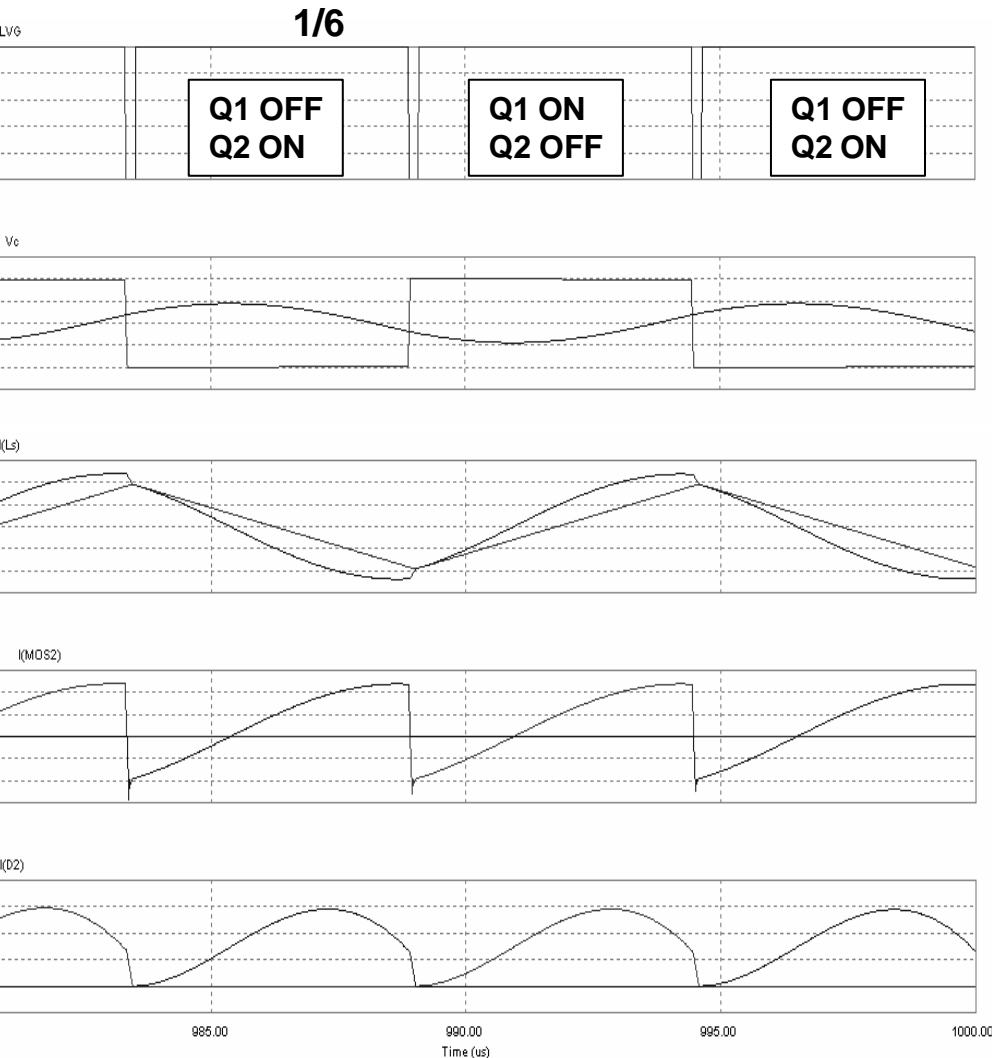 1/6
LVG
Q1 OFF
Q2 ON
Q1 ON
Q2 OFF
Q1 OFF
Q2 ON
Vc
I(Ls)
I(MOS2)
I(D2)
985.00
990.00
995.00
1000.00
Time (us)